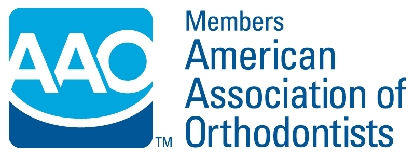 AAO
TM
Members
American
Association of
Orthodontists